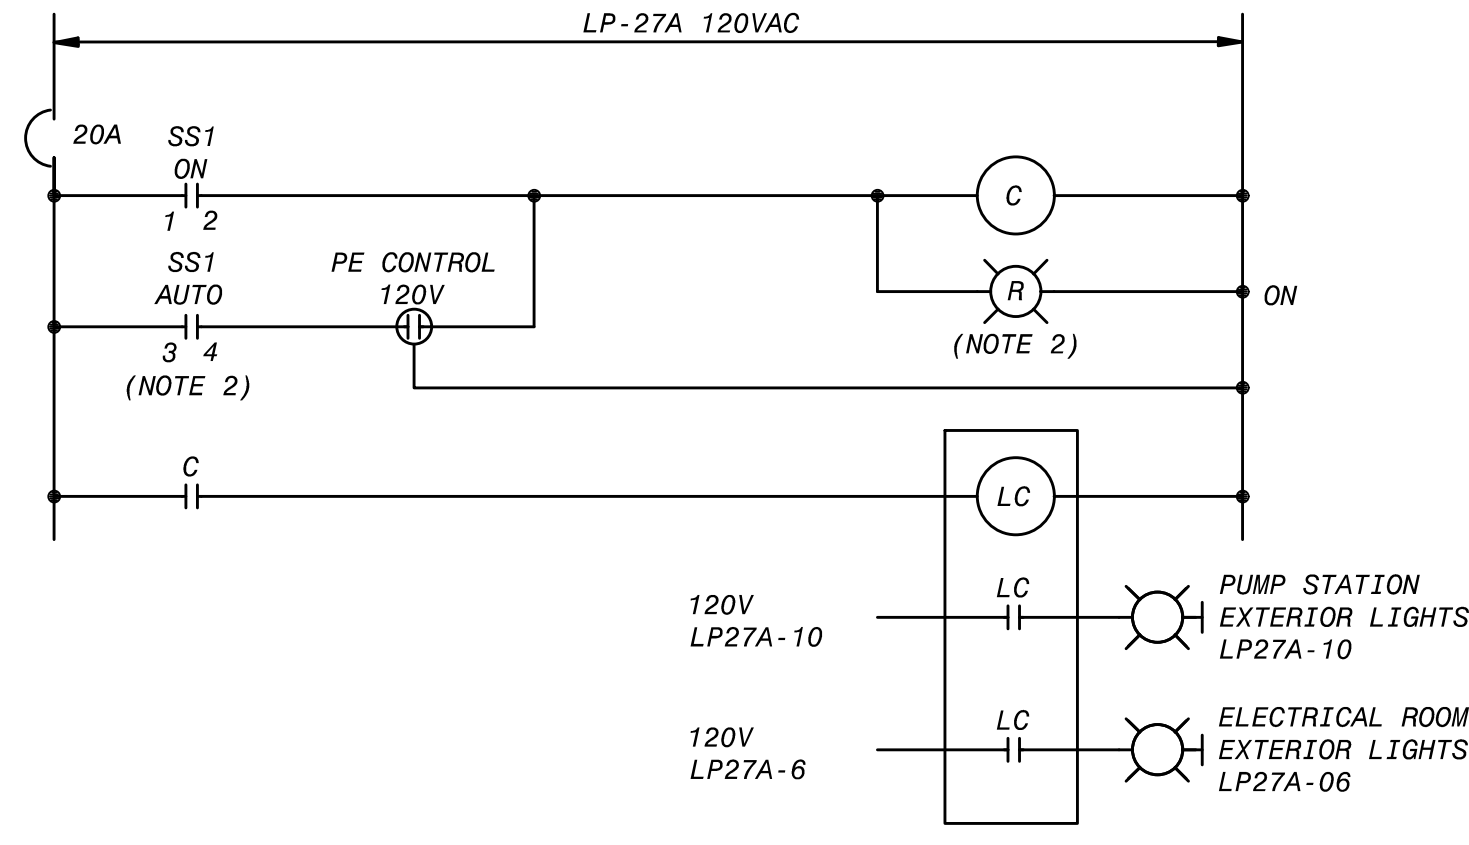 LP-27A 120VAC
20A
SS1
ON
1 2
C
SS1
AUTO
3 4
(NOTE 2)
PE CONTROL
120V
R
ON
(NOTE 2)
C
LC
120V
LP27A-10
LC
PUMP STATION
EXTERIOR LIGHTS
LP27A-10
120V
LP27A-6
LC
ELECTRICAL ROOM
EXTERIOR LIGHTS
LP27A-06